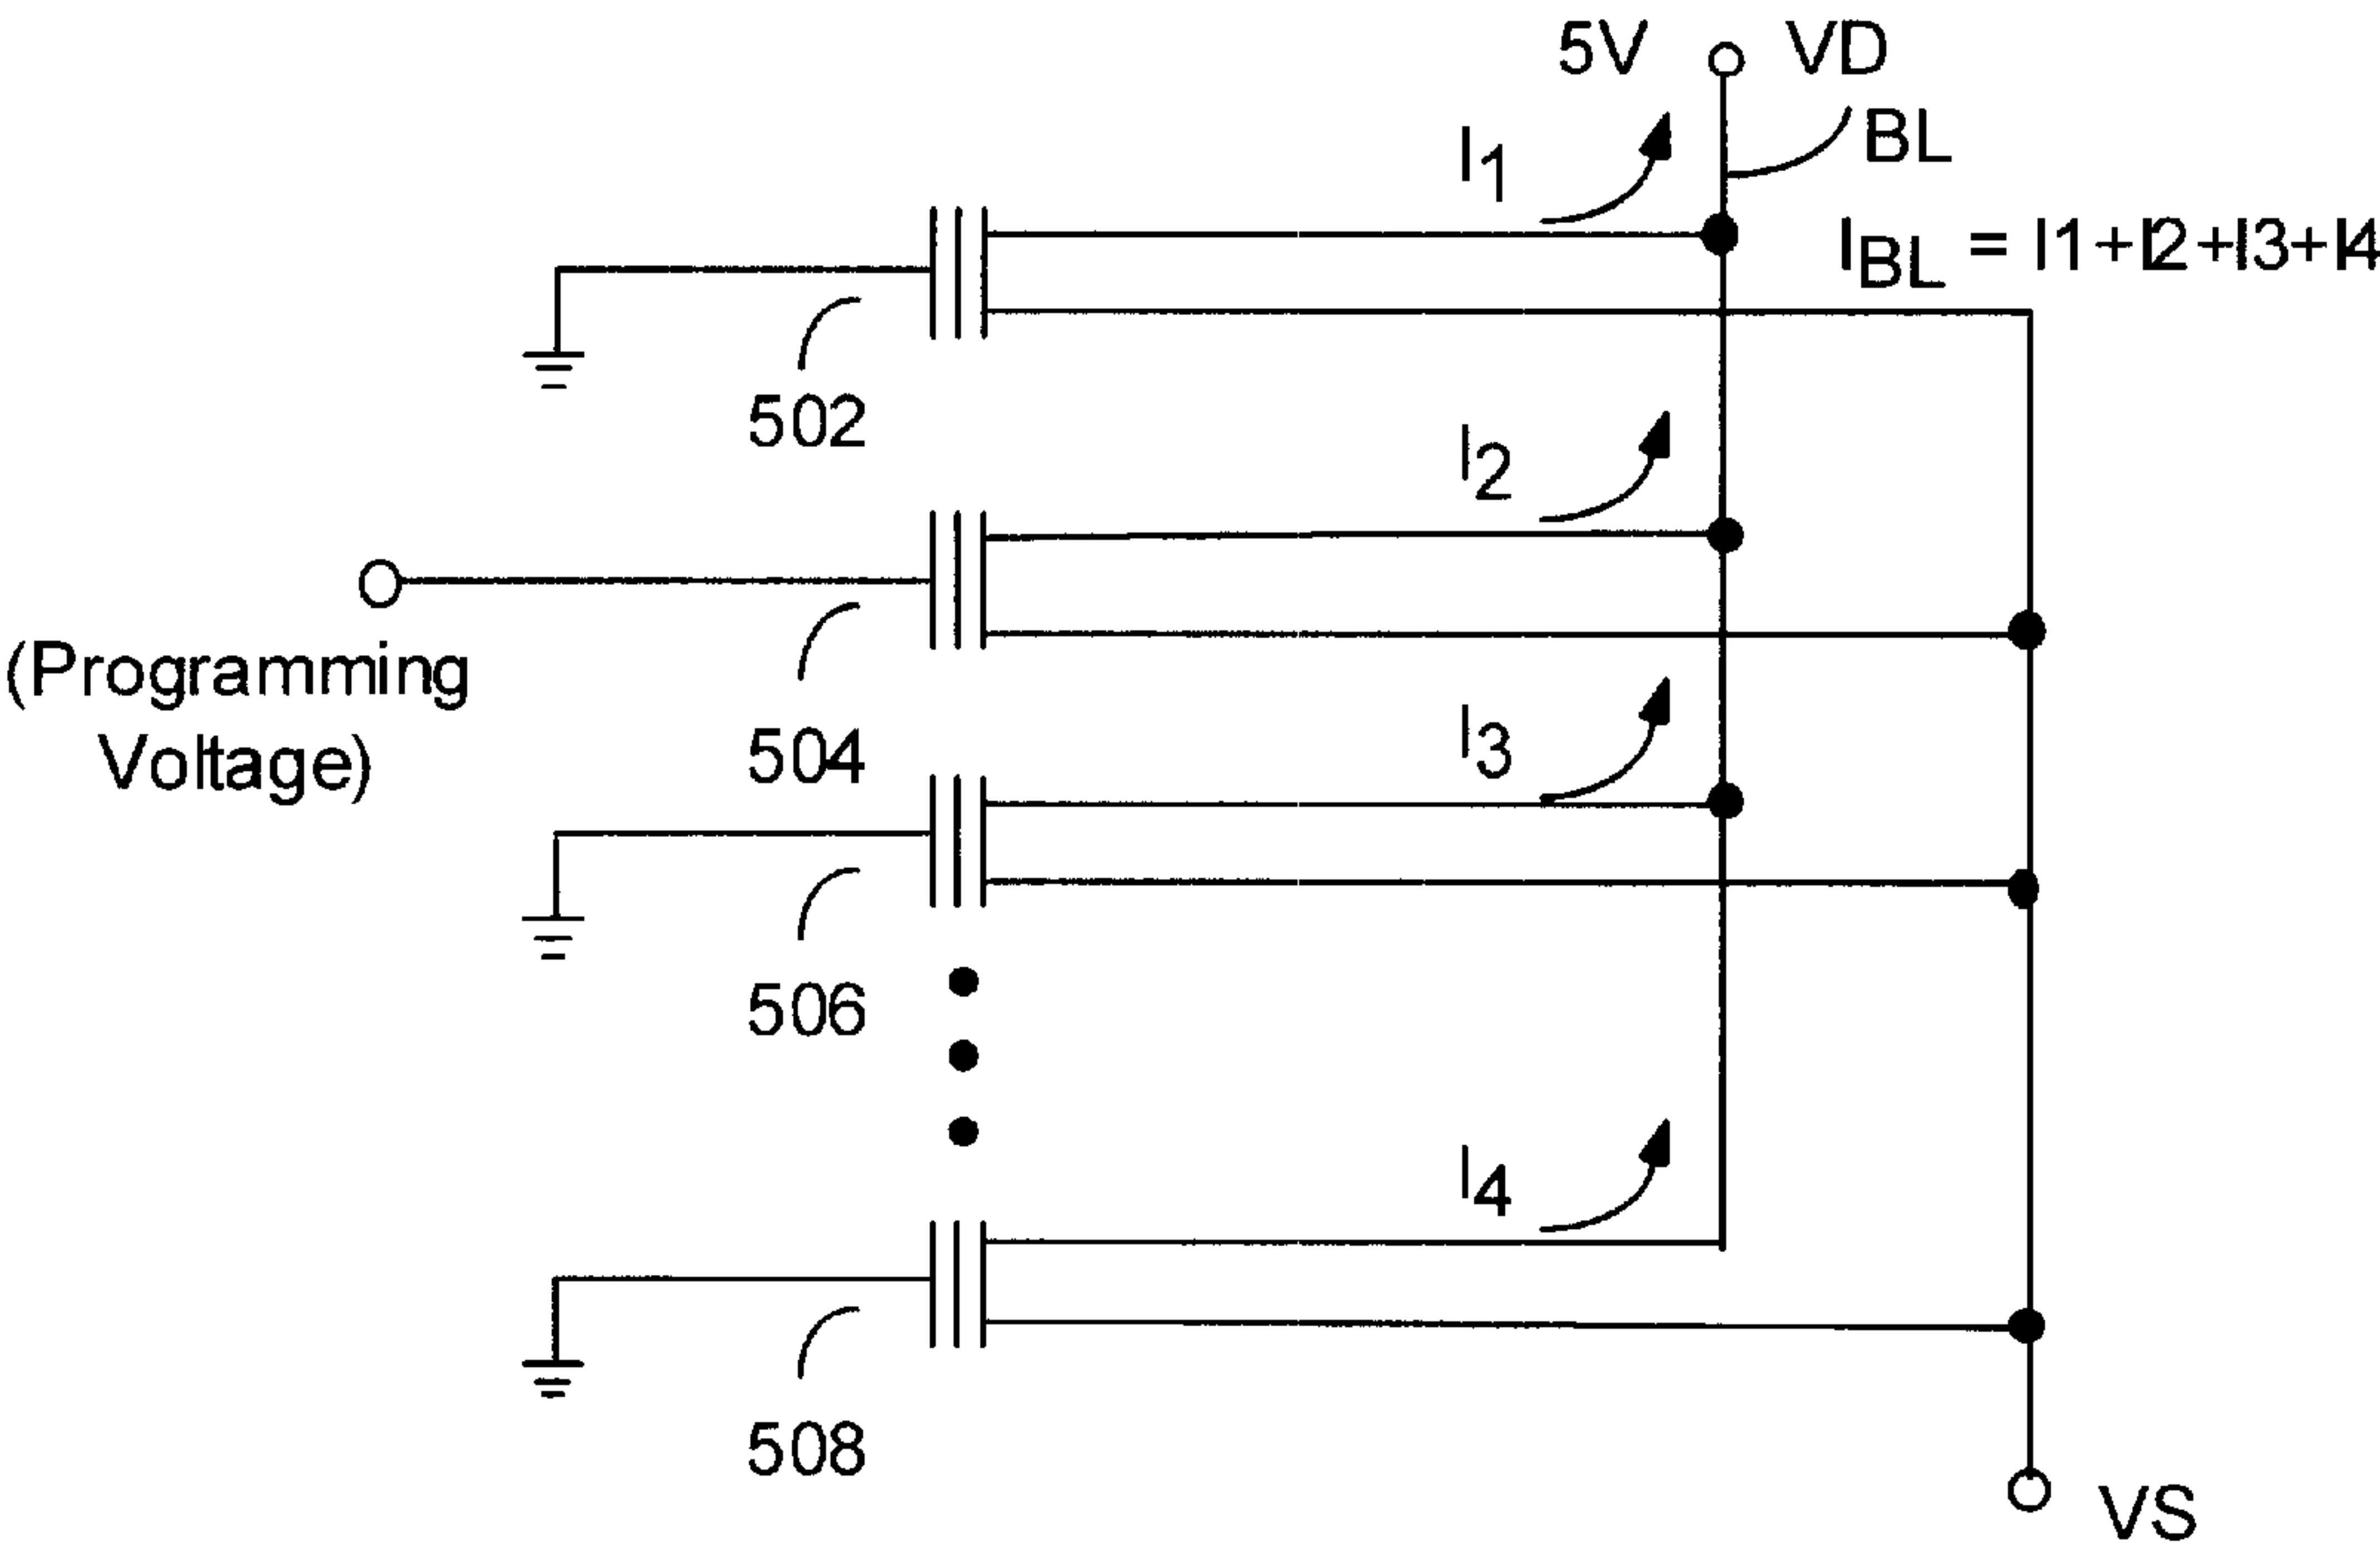 5V VD
BL
I1
IBL = I1+I2+I3+I4
502
I2
(Programming
Voltage)
504
I3
506
I4
508
VS